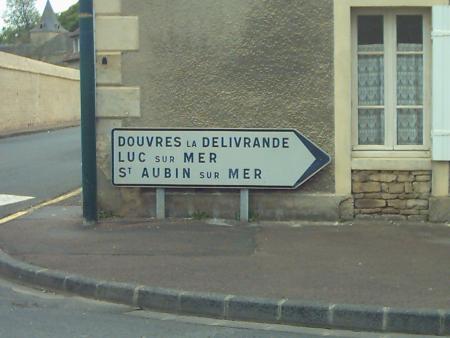 DOUVRES LA DELIVRANDE
LUC SUR MER
ST AUBIN SUR MER